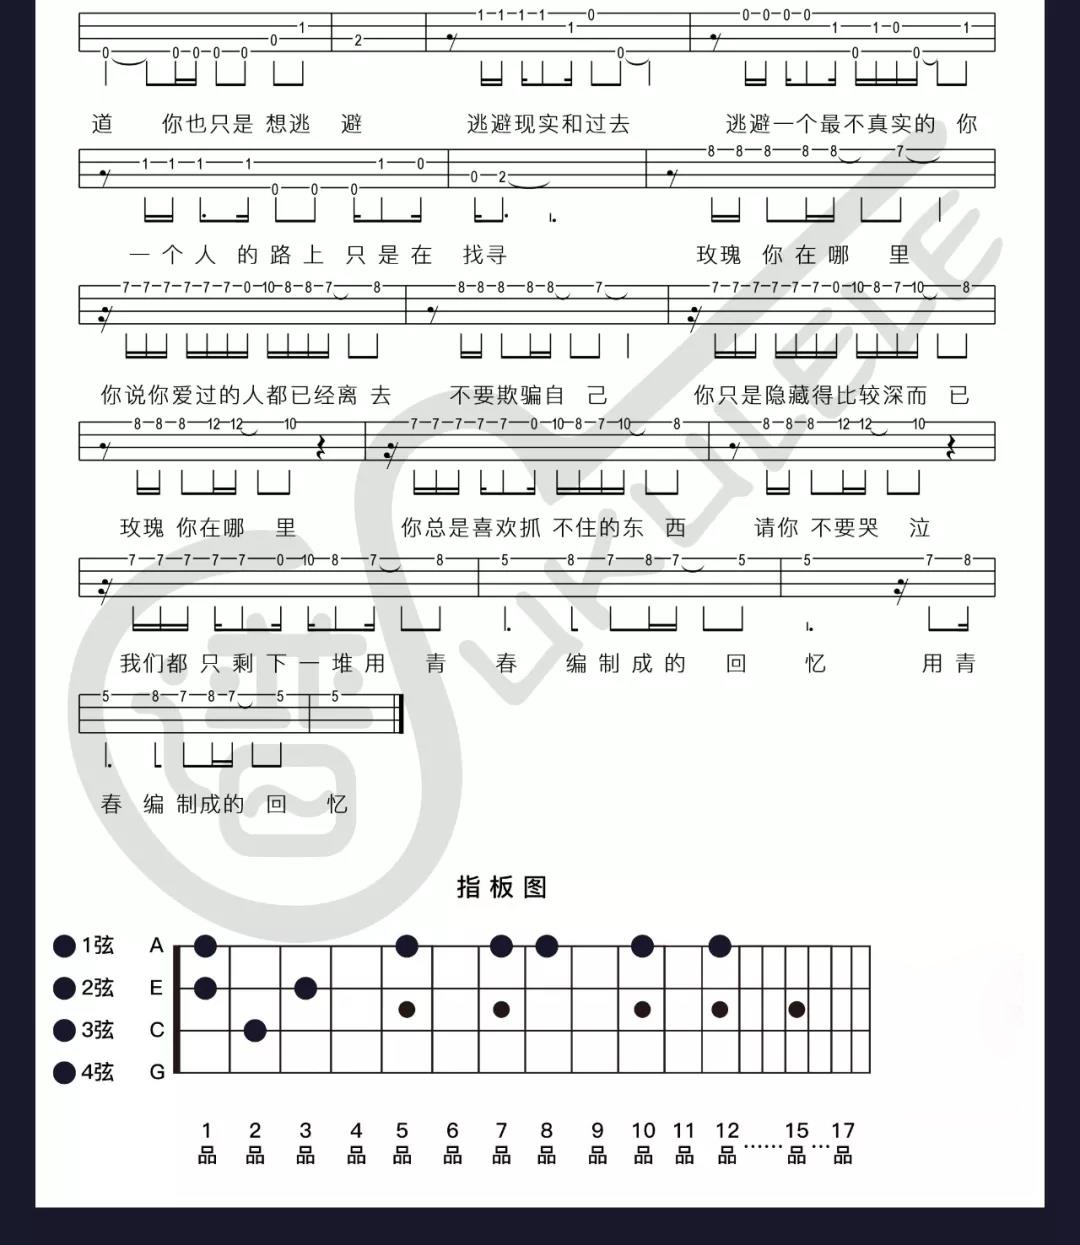 0 0 0 0 0 0 1 2 1 1 1 1 1 0 0 0 0 0 0 1 0 1 0 0 1
道 你也只是 想逃 避 逃避现实和过去 逃避一个最不真实的 你
1 1 1 1 0 0 0 1 0 0 2 8 8 8 8 8 7
一个人 的路上 只是在 找寻 玫瑰 你在哪 里
7 7 7 7 7 7 0 10 8 8 7 8 8 8 8 8 8 7 7 7 7 7 7 7 0 10 8 7 10 8
你说你爱过的人都已经离 去 不要欺骗自 己 你只是隐藏得比较深而 已
8 8 8 12 12 10 7 7 7 7 7 0 10 8 7 10 8 8 8 8 12 12 10
玫瑰 你在哪 里 你总是喜欢抓 不住的东 西 请你 不要哭 泣
7 7 7 7 7 0 10 8 7 8 5 8 7 8 7 5 5 7 8
我们都 只剩下一堆用 青 春 编制成的 回 忆 用青
5 8 7 8 7 5 5
春 编 制成的 回 忆
UKULELE
普
指板图
1弦 A
2弦 E
3弦 C
4弦 G
1 2 3 4 5 6 7 8 9 10 11 12 15 17
品 品 品 品 品 品 品 品 品 品 品 品 …… 品 … 品